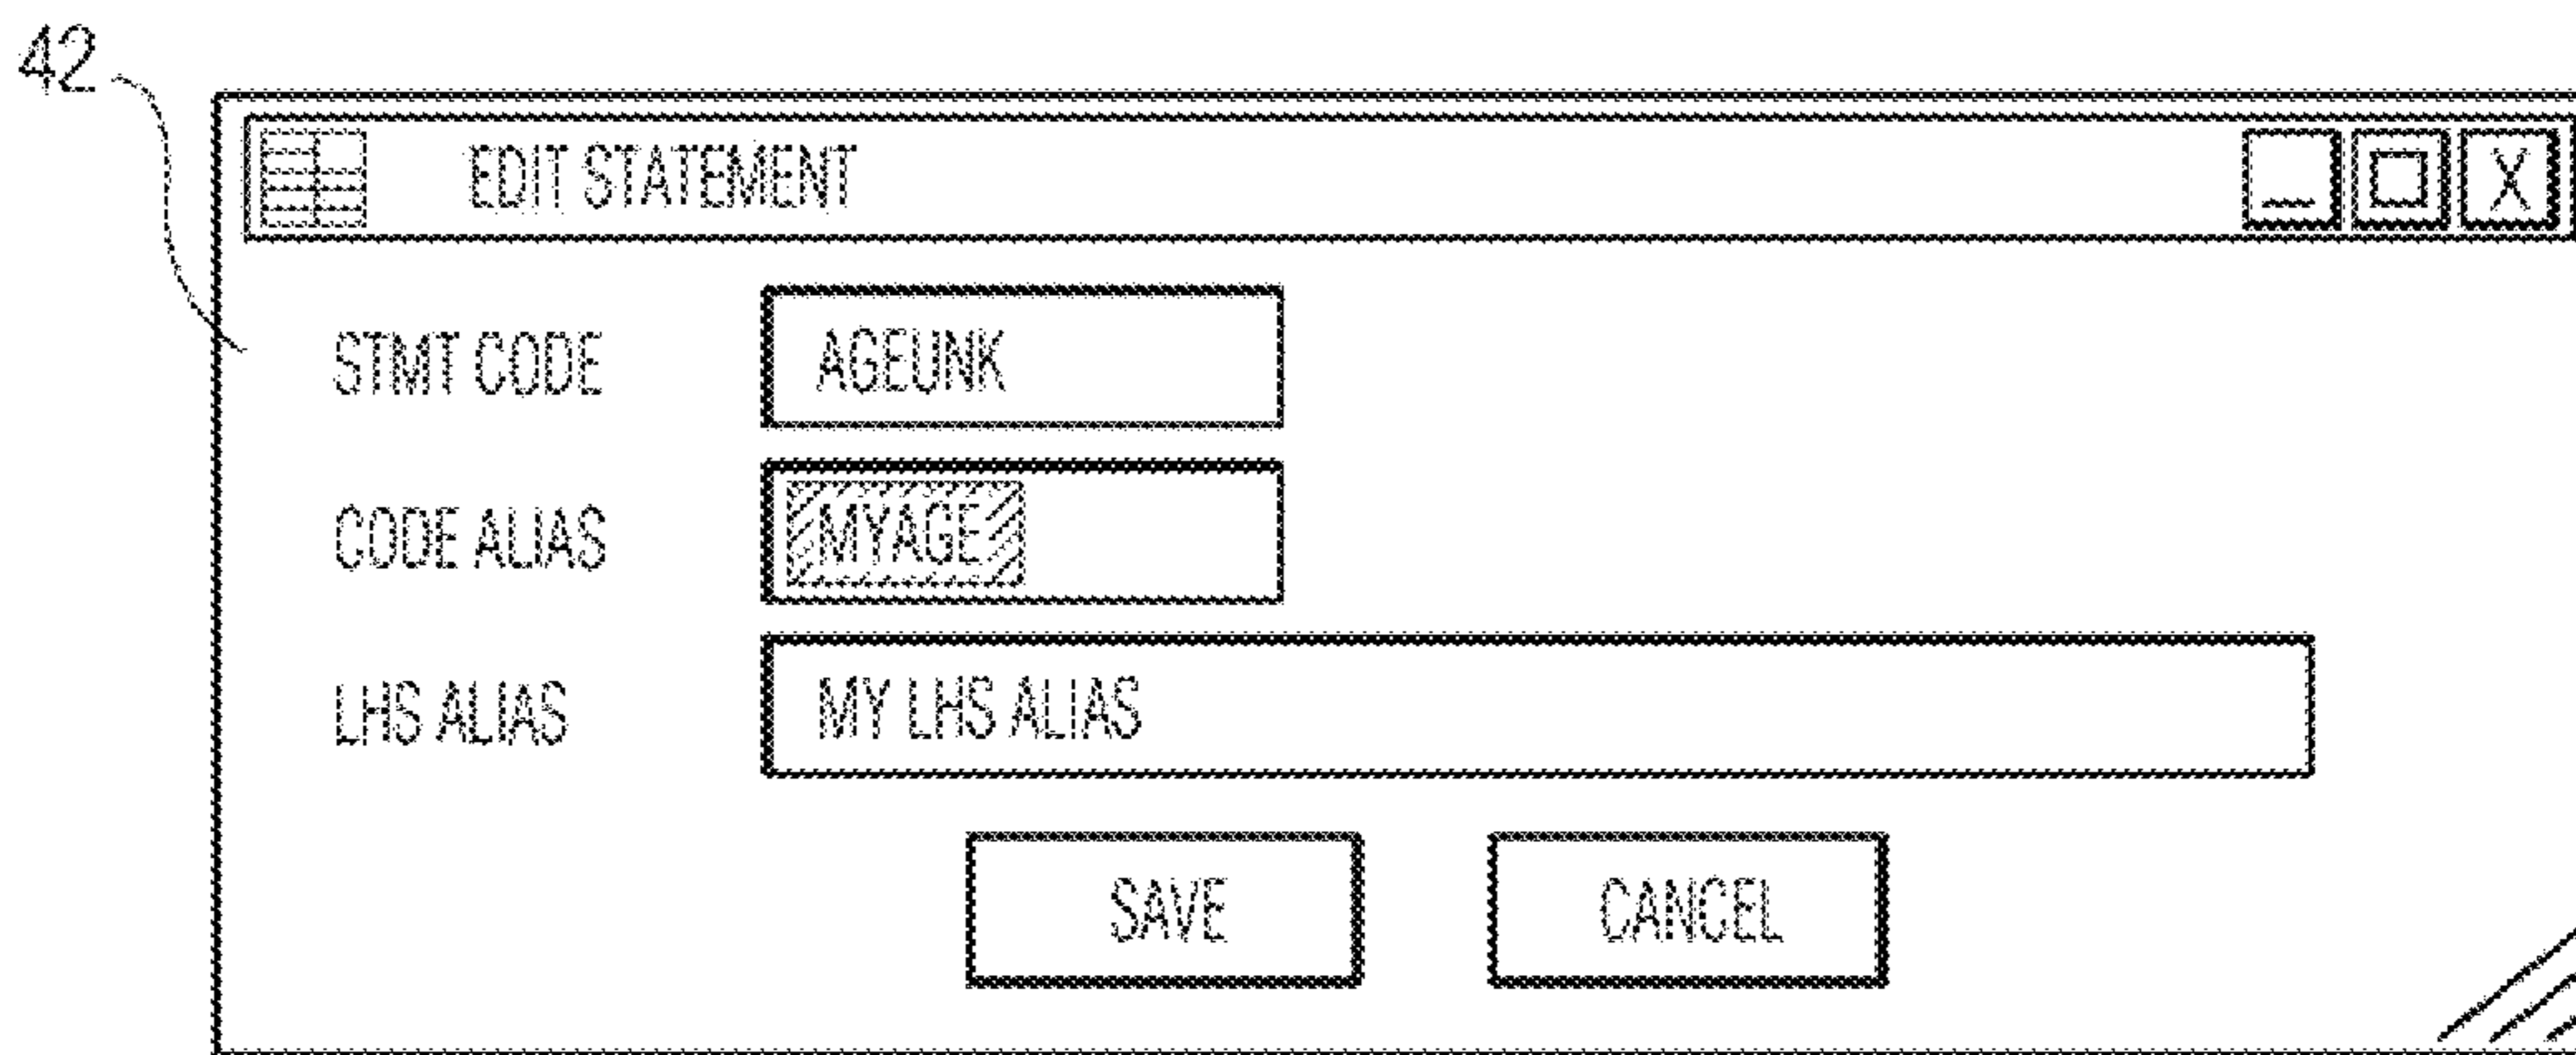 42
EDIT STATEMENT
X
STMT CODE AGEUNK
CODE ALIAS MYAGE
LHS ALIAS MY LHS ALIAS
SAVE CANCEL